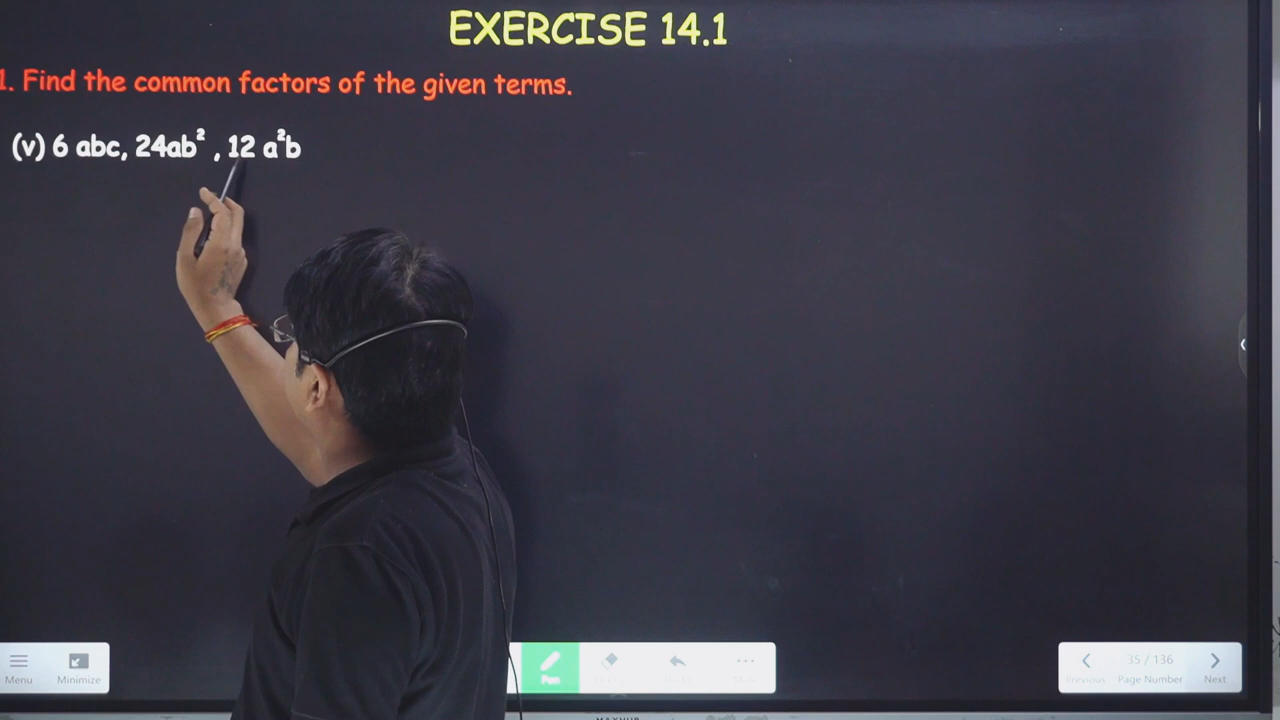 EXERCISE 14.1
1. Find the common factors of the given terms.
(v) 6 abc, 24ab² , 12 a²b
Menu
Minimize
Pen
35 / 136
Previous
Page Number
Next